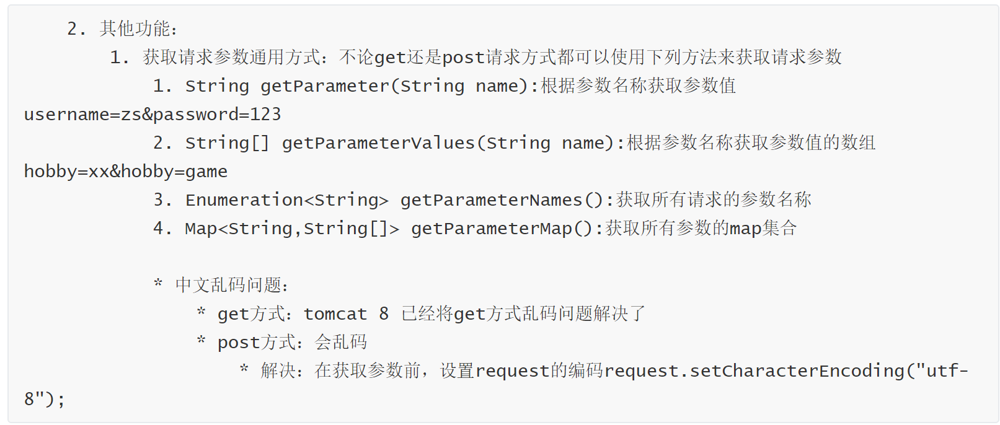 2. 其他功能：
1. 获取请求参数通用方式：不论get还是post请求方式都可以使用下列方法来获取请求参数
1. String getParameter(String name):根据参数名称获取参数值
username=zs&password=123
2. String[] getParameterValues(String name):根据参数名称获取参数值的数组
hobby=xx&hobby=game
3. Enumeration<String> getParameterNames():获取所有请求的参数名称
4. Map<String,String[]> getParameterMap():获取所有参数的map集合
* 中文乱码问题：
* get方式：tomcat 8 已经将get方式乱码问题解决了
* post方式：会乱码
* 解决：在获取参数前，设置request的编码request.setCharacterEncoding("utf-
8");